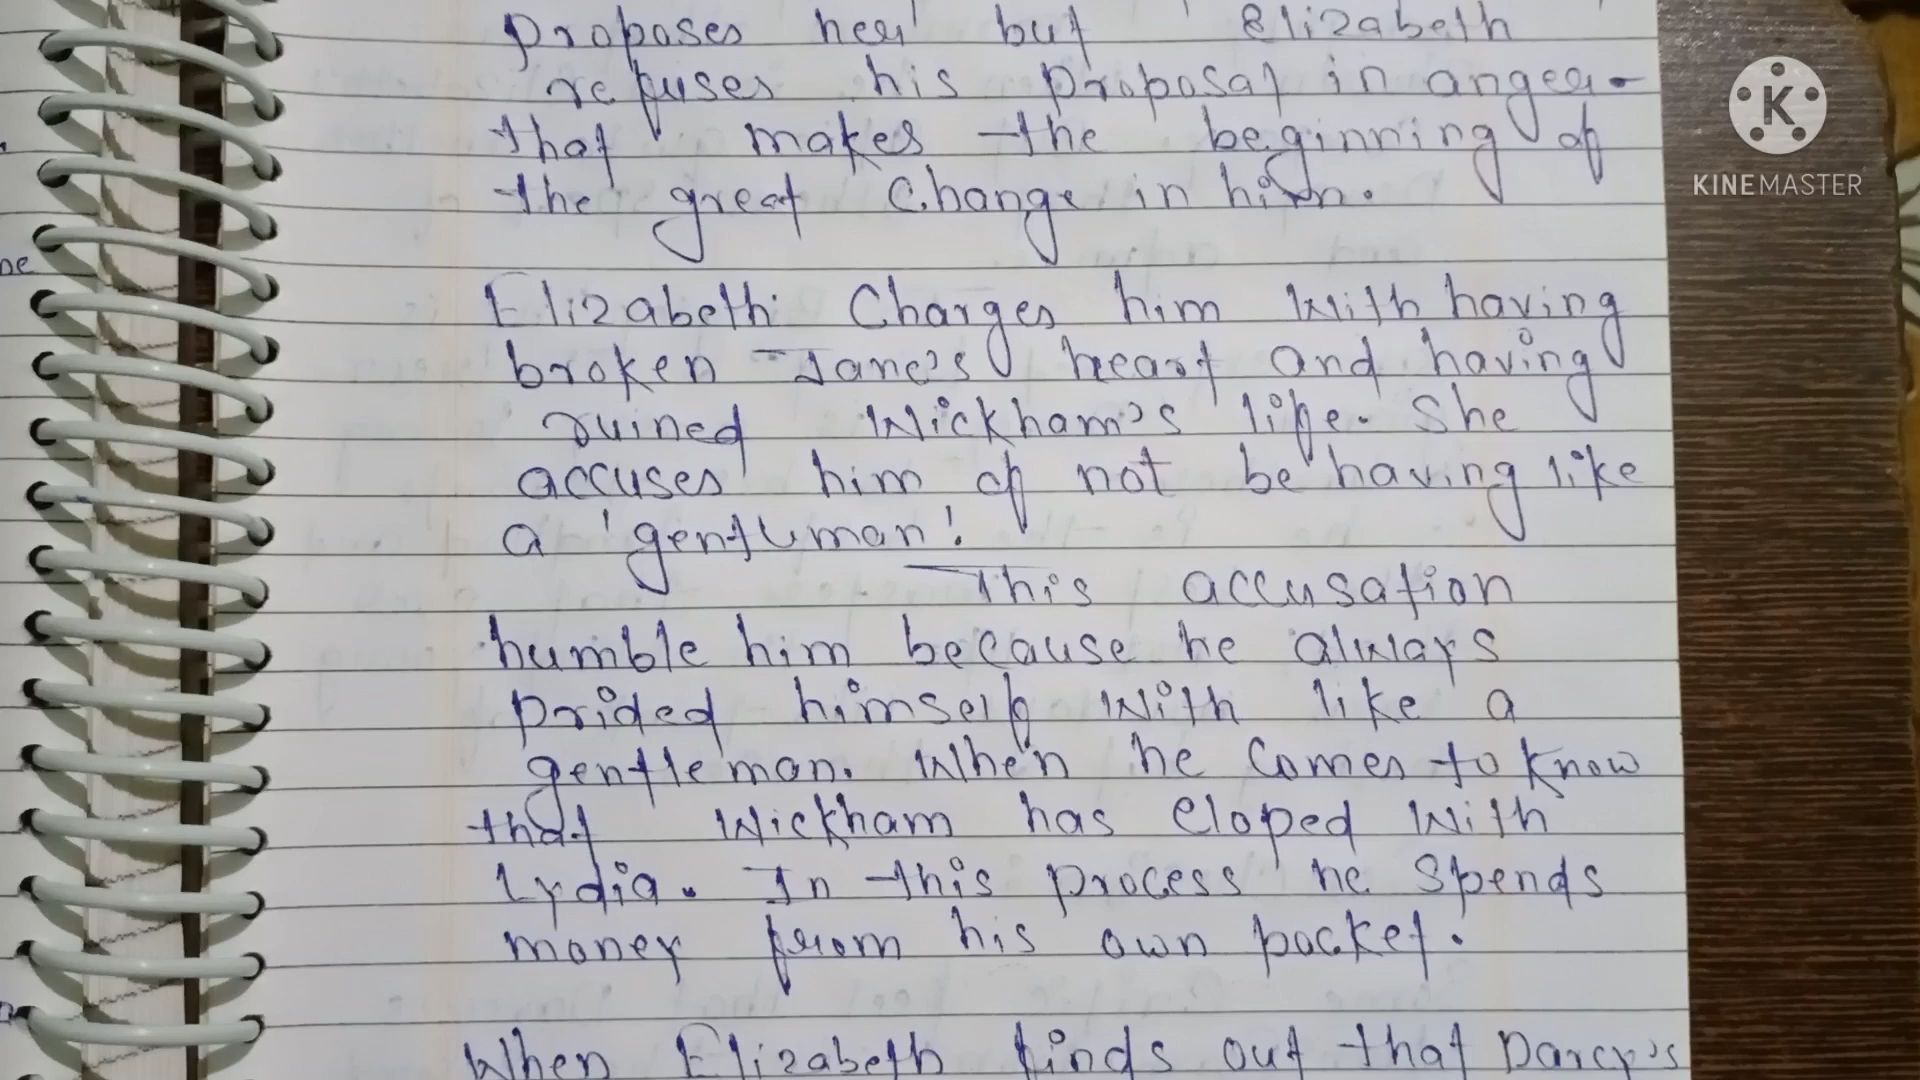 proposes her but Elizabeth
refuses his proposal in anger.
that makes the beginning of
the great change in him.
Elizabeth Charges him with having
broken Jane's heart and having
ruined Wickham's life. She
accuses him of not behaving like
a 'gentleman'.
This accusation
humble him because he always
prided himself with like a
gentleman. When he comes to know
that Wickham has eloped with
Lydia. In this process he spends
money from his own pocket.
When Elizabeth finds out that Darcy's
K
KINEMASTER